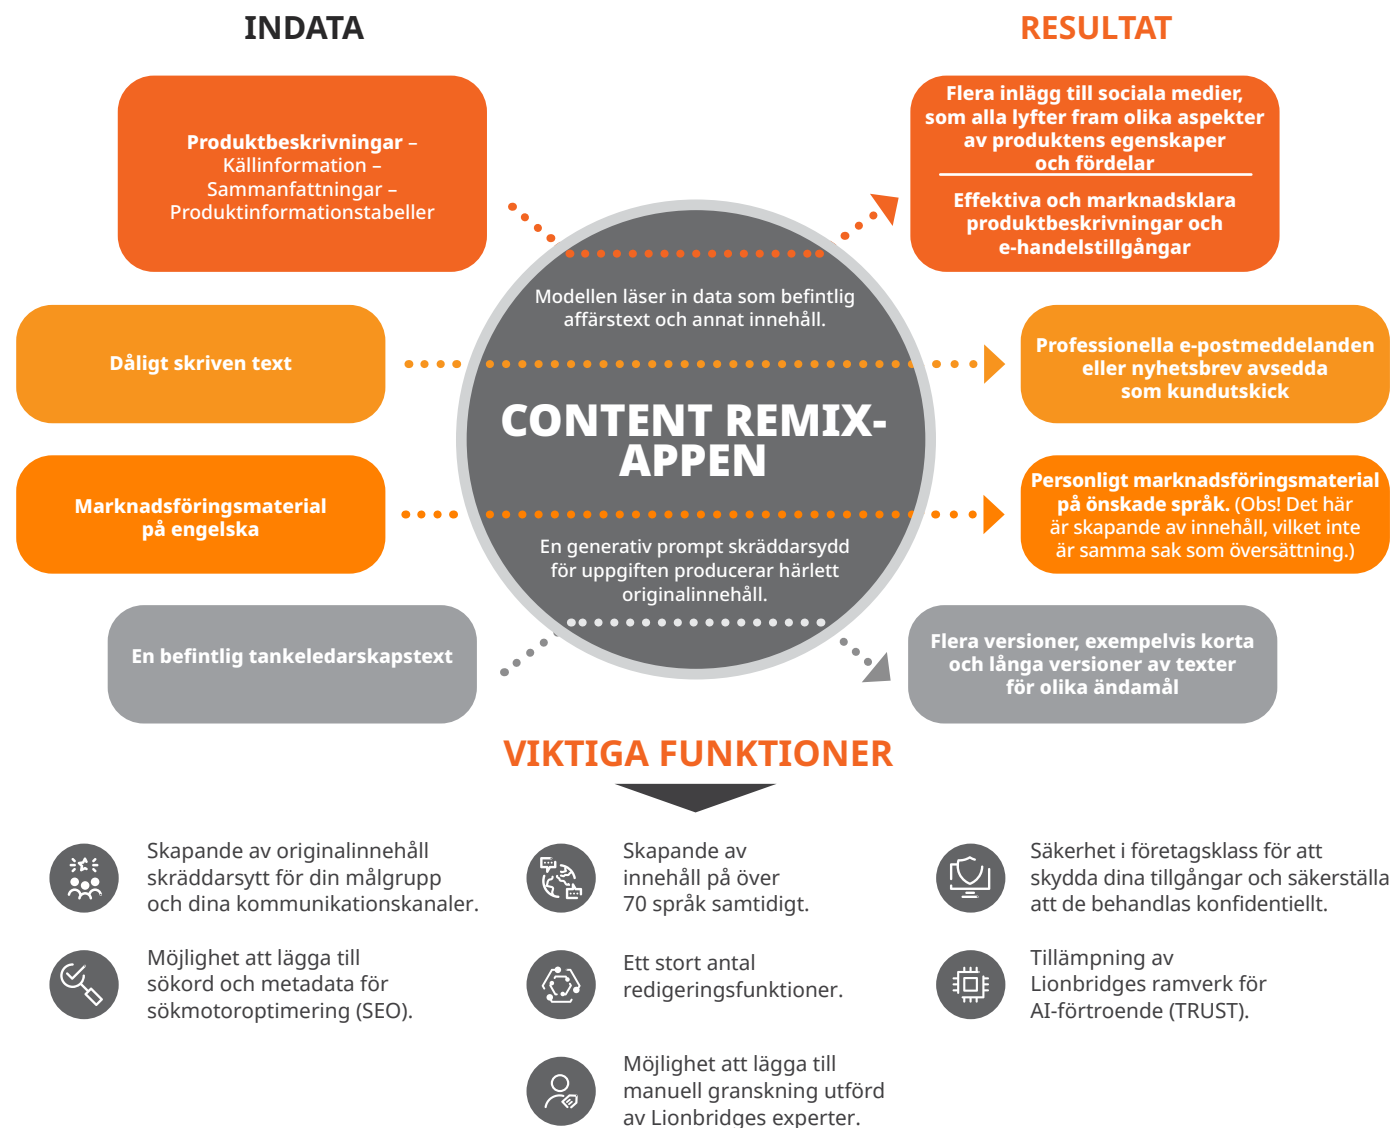 INDATA
RESULTAT
Produktbeskrivningar –
Källinformation –
Sammanfattningar –
Produktinformationstabeller
Flera inlägg till sociala medier,
som alla lyfter fram olika aspekter
av produktens egenskaper
och fördelar
Effektiva och marknadsklara
produktbeskrivningar och
e-handelstillgångar
Modellen läser in data som befintlig
affärstext och annat innehåll.
Dåligt skriven text
Professionella e-postmeddelanden
eller nyhetsbrev avsedda
som kundutskick
CONTENT REMIX-
APPEN
Marknadsföringsmaterial
på engelska
Personligt marknadsföringsmaterial
på önskade språk. (Obs! Det här
är skapande av innehåll, vilket inte
är samma sak som översättning.)
En generativ prompt skräddarsydd
för uppgiften producerar härlett
originalinnehåll.
En befintlig tankeledarskapstext
Flera versioner, exempelvis korta
och långa versioner av texter
för olika ändamål
VIKTIGA FUNKTIONER
Skapande av originalinnehåll
skräddarsytt för din målgrupp
och dina kommunikationskanaler.
Skapande av
innehåll på över
70 språk samtidigt.
Säkerhet i företagsklass för att
skydda dina tillgångar och säkerställa
att de behandlas konfidentiellt.
Möjlighet att lägga till
sökord och metadata för
sökmotoroptimering (SEO).
Ett stort antal
redigeringsfunktioner.
Tillämpning av
Lionbridges ramverk för
AI-förtroende (TRUST).
Möjlighet att lägga till
manuell granskning utförd
av Lionbridges experter.